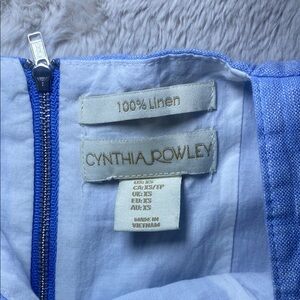 100% Linen
CYNTHIA ROWLEY
US: XS
CA: XS/TP
UK: XS
EU: XS
AU: XS
MADE IN
VIETNAM